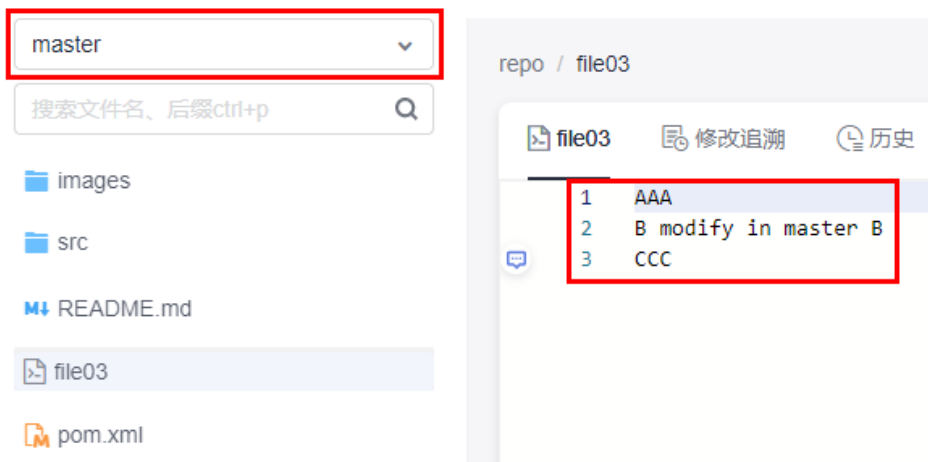 master
搜索文件名、后缀ctrl+p
images
src
README.md
file03
pom.xml
repo / file03
file03 修改追溯 历史
1 AAA
2 B modify in master B
3 CCC